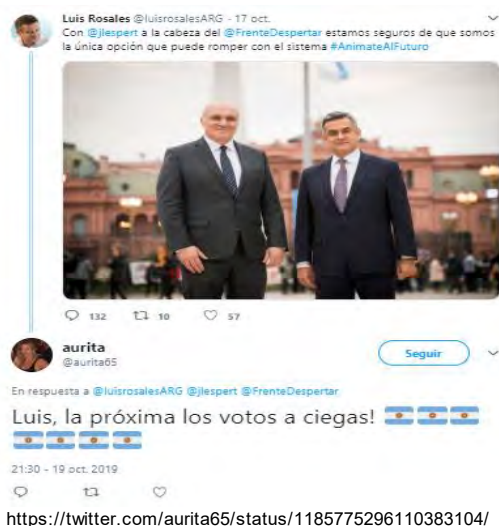 Luis Rosales @luisrosalesARG - 17 oct.
Con @jlespert a la cabeza del @FrenteDespertar estamos seguros de que somos
la única opción que puede romper con el sistema #AnimateAlFuturo
132 10 57
aurita
@aurita65
Seguir
En respuesta a @luisrosalesARG @jlespert @FrenteDespertar
Luis, la próxima los votos a ciegas!
21:30 - 19 oct. 2019
https://twitter.com/aurita65/status/1185775296110383104/